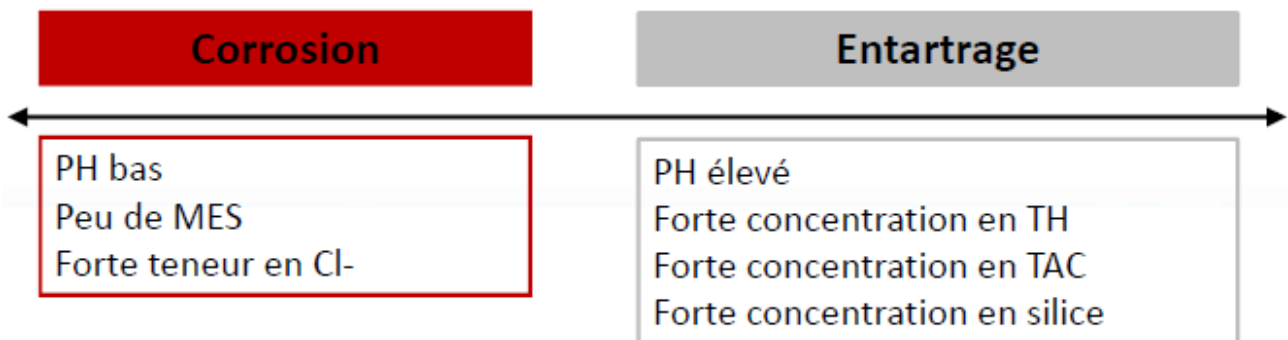 Corrosion
Entartrage
PH bas
Peu de MES
Forte teneur en Cl-
PH élevé
Forte concentration en TH
Forte concentration en TAC
Forte concentration en silice